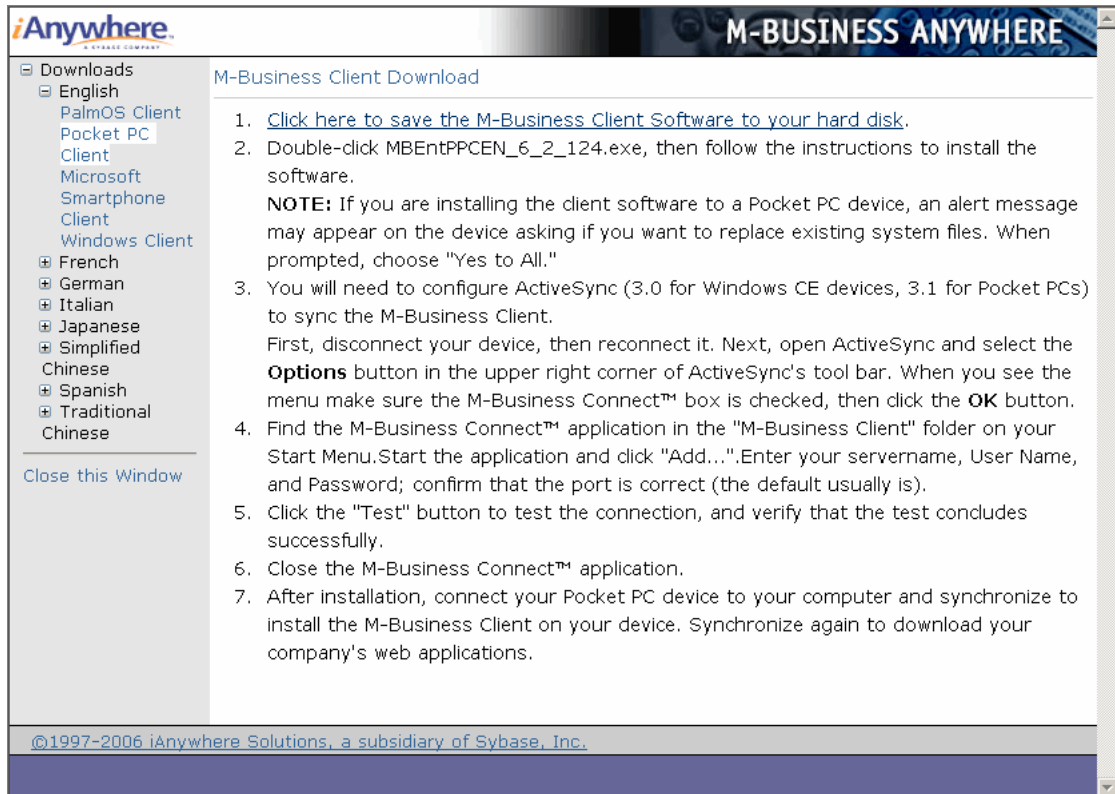 iAnywhere.
A SYBASE COMPANY
M-BUSINESS ANYWHERE
Downloads
English
PalmOS Client
Pocket PC
Client
Microsoft
Smartphone
Client
Windows Client
French
German
Italian
Japanese
Simplified
Chinese
Spanish
Traditional
Chinese
Close this Window
M-Business Client Download
1. Click here to save the M-Business Client Software to your hard disk.
2. Double-click MBEntPPCEN_6_2_124.exe, then follow the instructions to install the
software.
NOTE: If you are installing the client software to a Pocket PC device, an alert message
may appear on the device asking if you want to replace existing system files. When
prompted, choose "Yes to All."
3. You will need to configure ActiveSync (3.0 for Windows CE devices, 3.1 for Pocket PCs)
to sync the M-Business Client.
First, disconnect your device, then reconnect it. Next, open ActiveSync and select the
Options button in the upper right corner of ActiveSync's tool bar. When you see the
menu make sure the M-Business Connect™ box is checked, then click the OK button.
4. Find the M-Business Connect™ application in the "M-Business Client" folder on your
Start Menu.Start the application and click "Add...".Enter your servername, User Name,
and Password; confirm that the port is correct (the default usually is).
5. Click the "Test" button to test the connection, and verify that the test concludes
successfully.
6. Close the M-Business Connect™ application.
7. After installation, connect your Pocket PC device to your computer and synchronize to
install the M-Business Client on your device. Synchronize again to download your
company's web applications.
©1997-2006 iAnywhere Solutions, a subsidiary of Sybase, Inc.